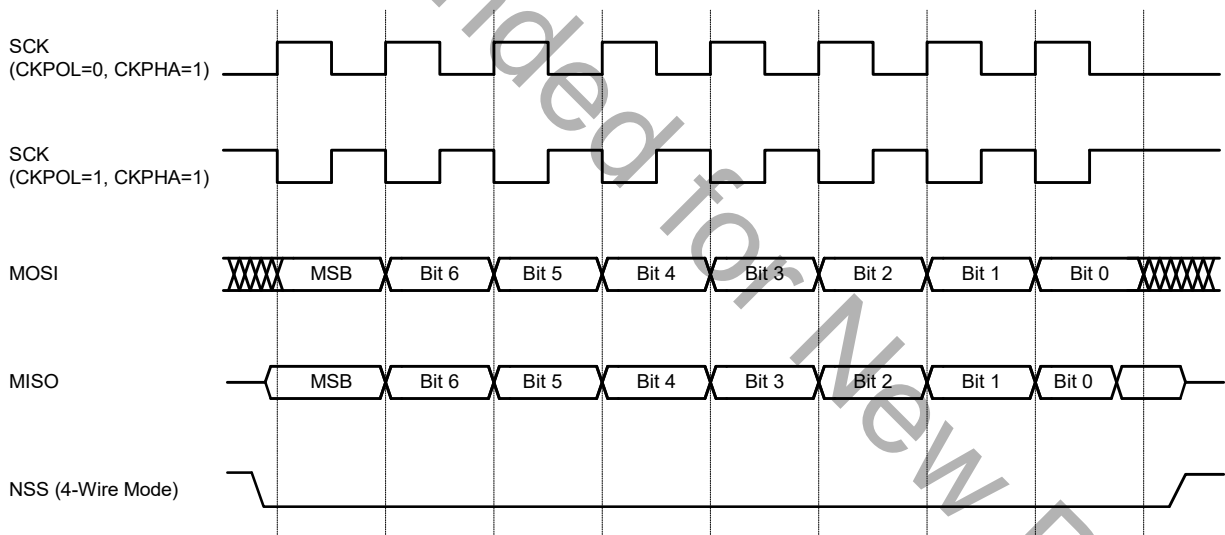 SCK
(CKPOL=0, CKPHA=1)
SCK
(CKPOL=1, CKPHA=1)
MOSI
MSB Bit 6 Bit 5 Bit 4 Bit 3 Bit 2 Bit 1 Bit 0
MISO
MSB Bit 6 Bit 5 Bit 4 Bit 3 Bit 2 Bit 1 Bit 0
NSS (4-Wire Mode)
for New